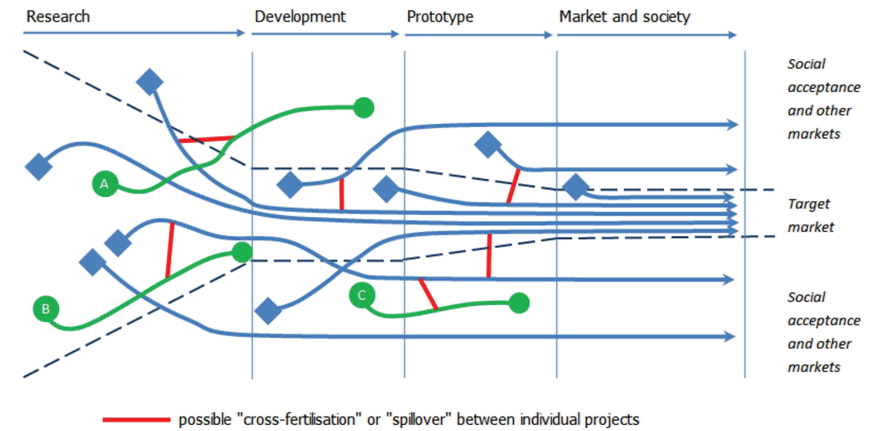 Research
Development
Prototype
Market and society
Social
acceptance
and other
markets
A
Target
market
B
C
Social
acceptance
and other
markets
possible "cross-fertilisation" or "spillover" between individual projects